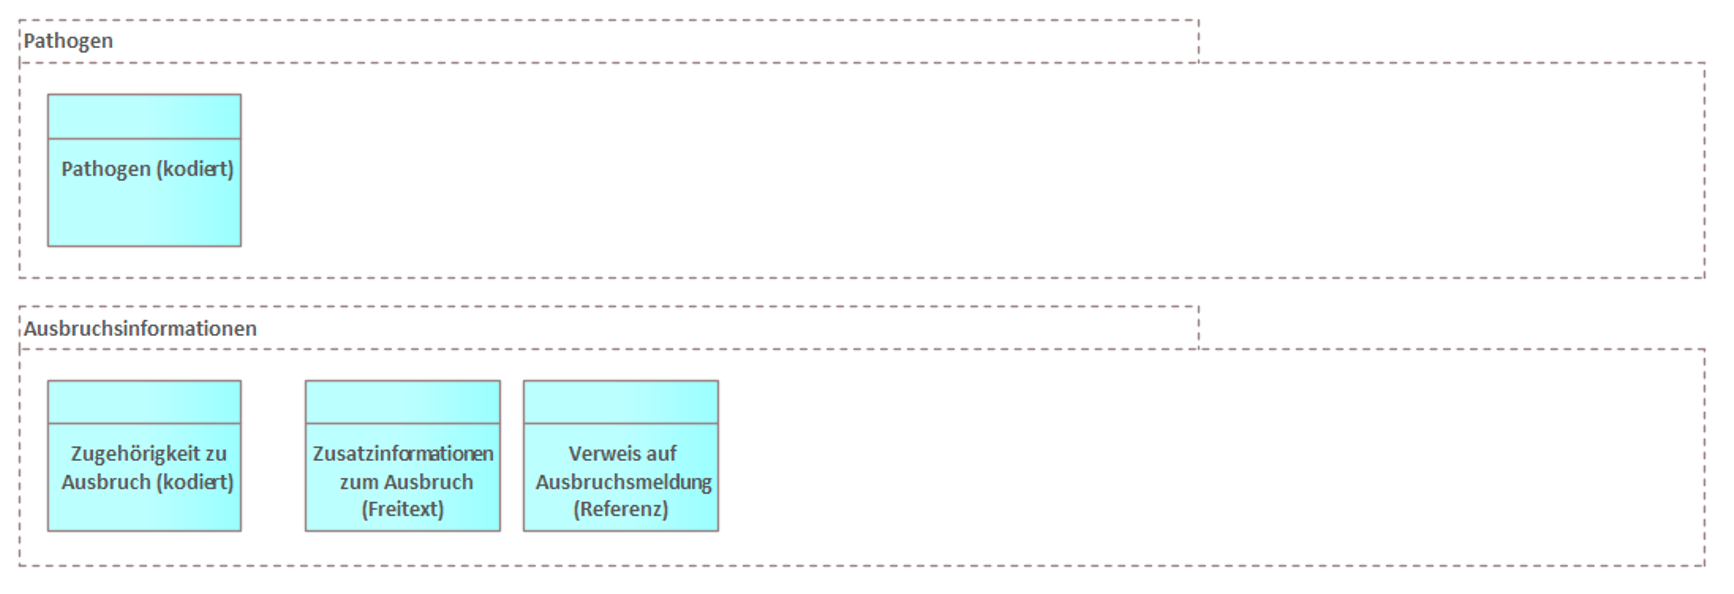 Pathogen
Pathogen (kodiert)
Ausbruchsinformationen
Zugehörigkeit zu
Ausbruch (kodiert)
Zusatzinformationen
zum Ausbruch
(Freitext)
Verweis auf
Ausbruchsmeldung
(Referenz)